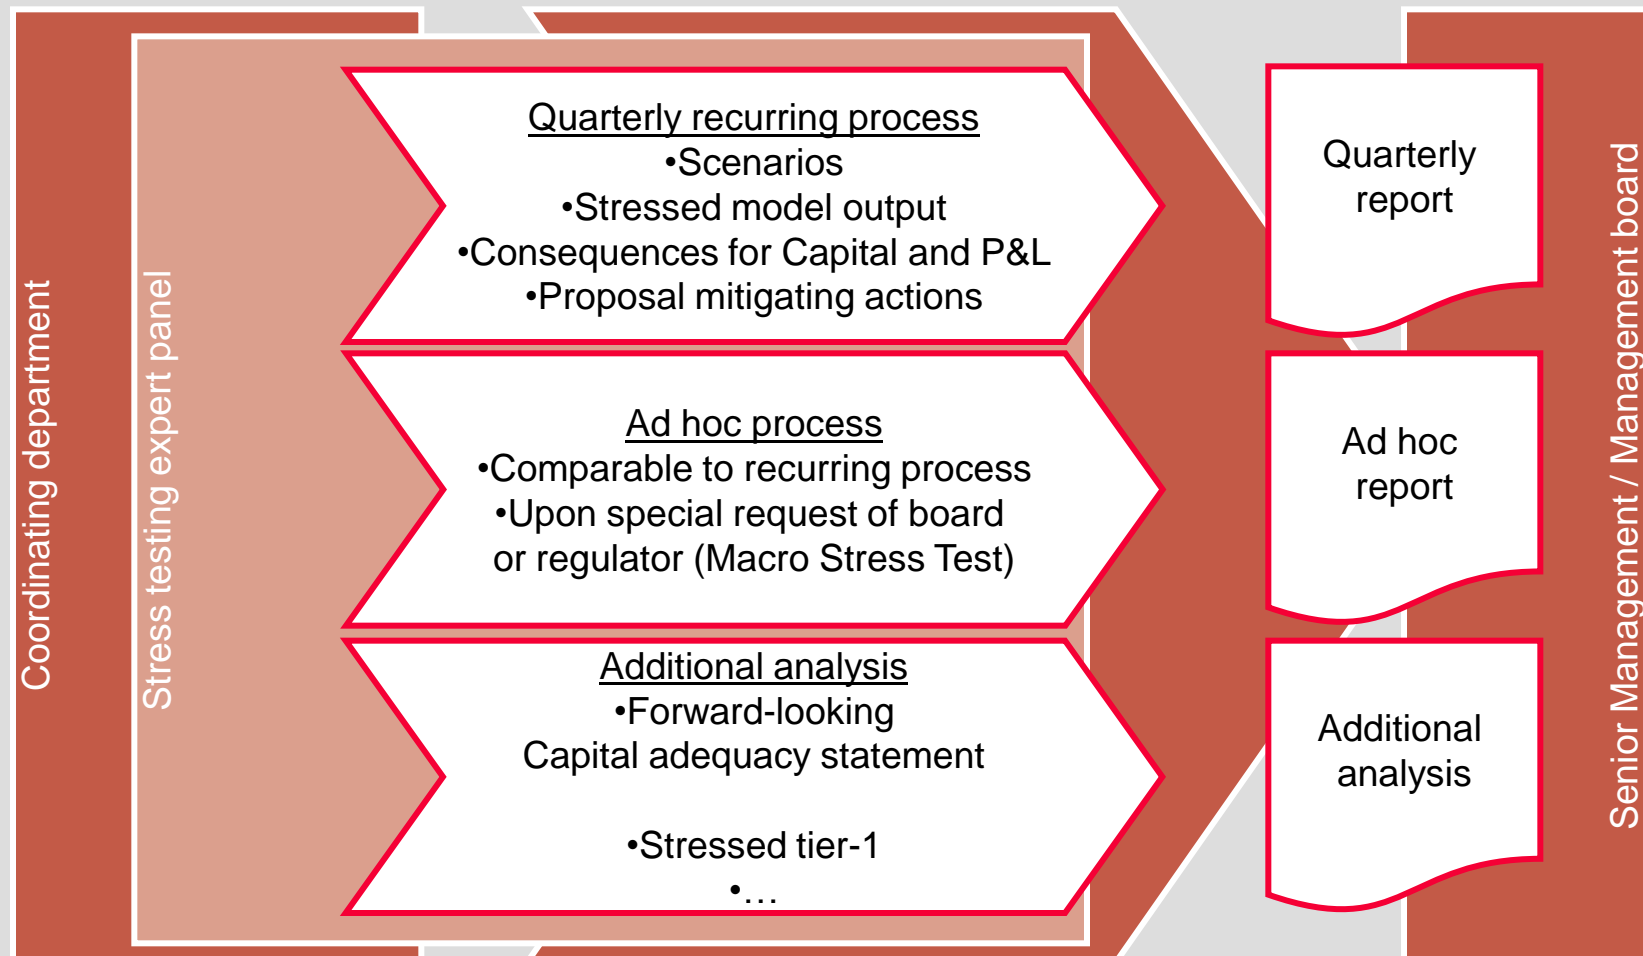 Coordinating department
Stress testing expert panel
Quarterly recurring process
•Scenarios
•Stressed model output
•Consequences for Capital and P&L
•Proposal mitigating actions
Quarterly
report
Ad hoc process
•Comparable to recurring process
•Upon special request of board
or regulator (Macro Stress Test)
Ad hoc
report
Additional analysis
•Forward-looking
Capital adequacy statement
•Stressed tier-1
•…
Additional
analysis
Senior Management / Management board